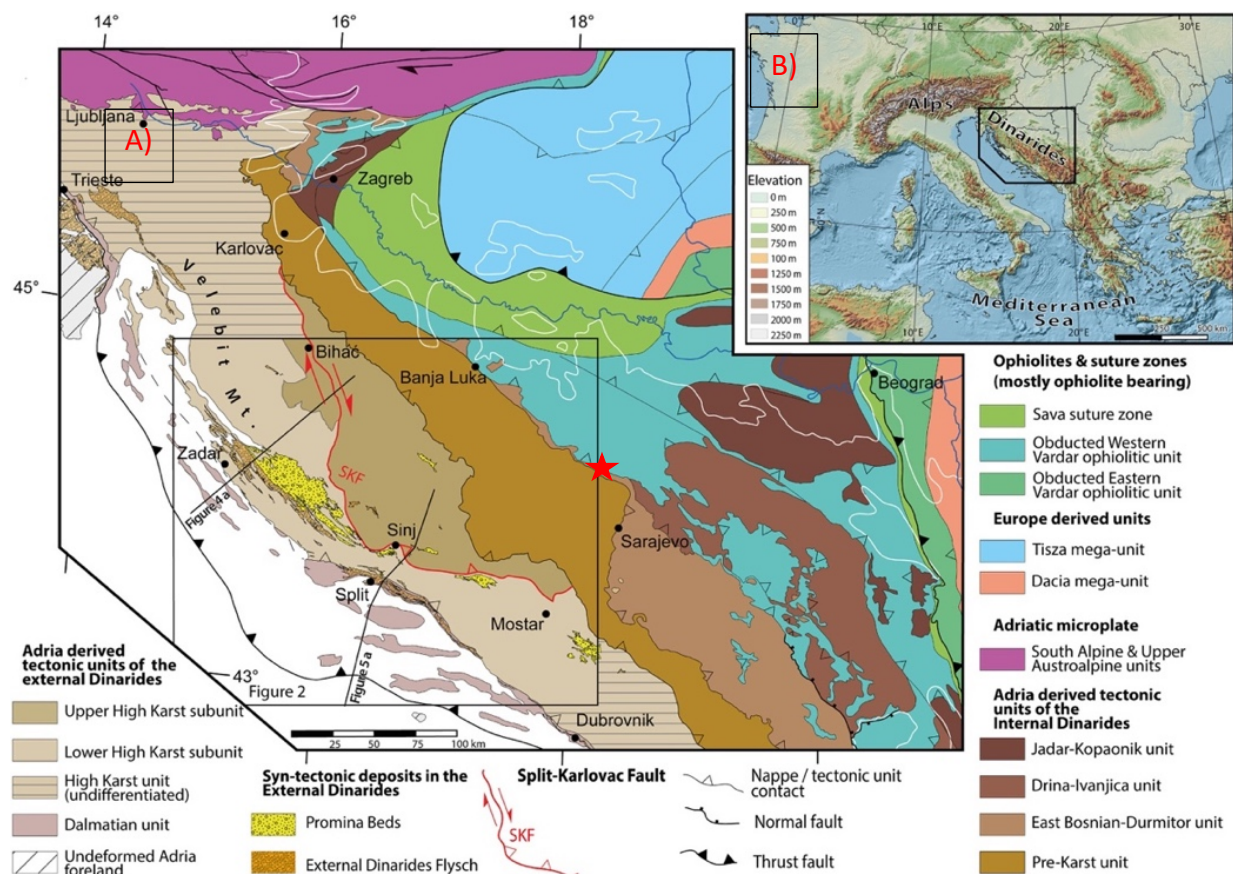 14°
16
18
45°
43°
Ljubljana
A)
Trieste
Zagreb
Karlovac
Velebit Mt.
Bihać
Banja Luka
Beograd
Zadar
Figure 4 a
SKF
Sinj
Sarajevo
Split
Mostar
Figure 5 a
Figure 2
Dubrovnik
25 50 75 100 km
0° 10°E 20°E 30°E
B)
Alps
Dinarides
Mediterranean
Sea
10°E 20°E
500 km
Elevation
0 m
250 m
500 m
750 m
100 m
1250 m
1500 m
1750 m
2000 m
2250 m
Ophiolites & suture zones
(mostly ophiolite bearing)
Sava suture zone
Obducted Western
Vardar ophiolitic unit
Obducted Eastern
Vardar ophiolitic unit
Europe derived units
Tisza mega-unit
Dacia mega-unit
Adriatic microplate
South Alpine & Upper
Austroalpine units
Adria derived tectonic
units of the
Internal Dinarides
Jadar-Kopaonik unit
Drina-Ivanjica unit
East Bosnian-Durmitor unit
Pre-Karst unit
Adria derived
tectonic units of the
external Dinarides
Upper High Karst subunit
Lower High Karst subunit
High Karst unit
(undifferentiated)
Dalmatian unit
Undeformed Adria
foreland
Syn-tectonic deposits in the
External Dinarides
Promina Beds
External Dinarides Flysch
Split-Karlovac Fault
SKF
Nappe / tectonic unit
contact
Normal fault
Thrust fault